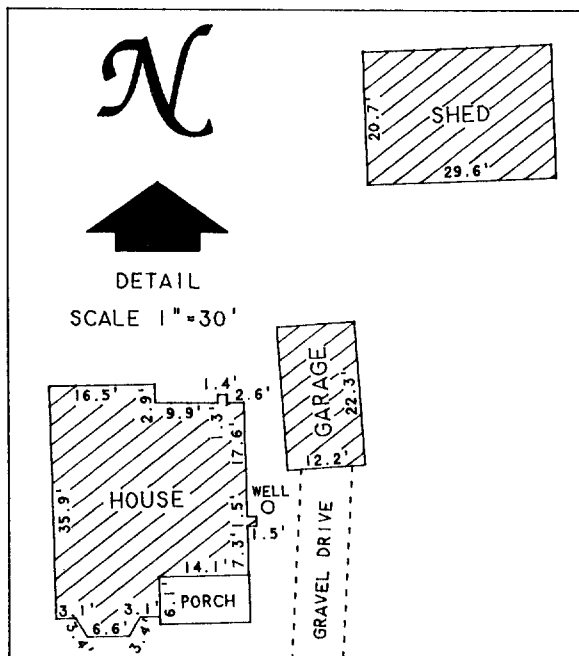 N
SHED
20.7'
29.6'
DETAIL
SCALE 1"=30'
GARAGE
22.3'
12.2'
1.4'
16.5'
2.9'
9.9'
1.3'
2.6'
17.6'
HOUSE
35.9'
WELL
1.5'
1.5'
7.3'
14.1'
6.1'
PORCH
GRAVEL DRIVE
3.1'
3.1'
3.4'
6.6'
3.4'